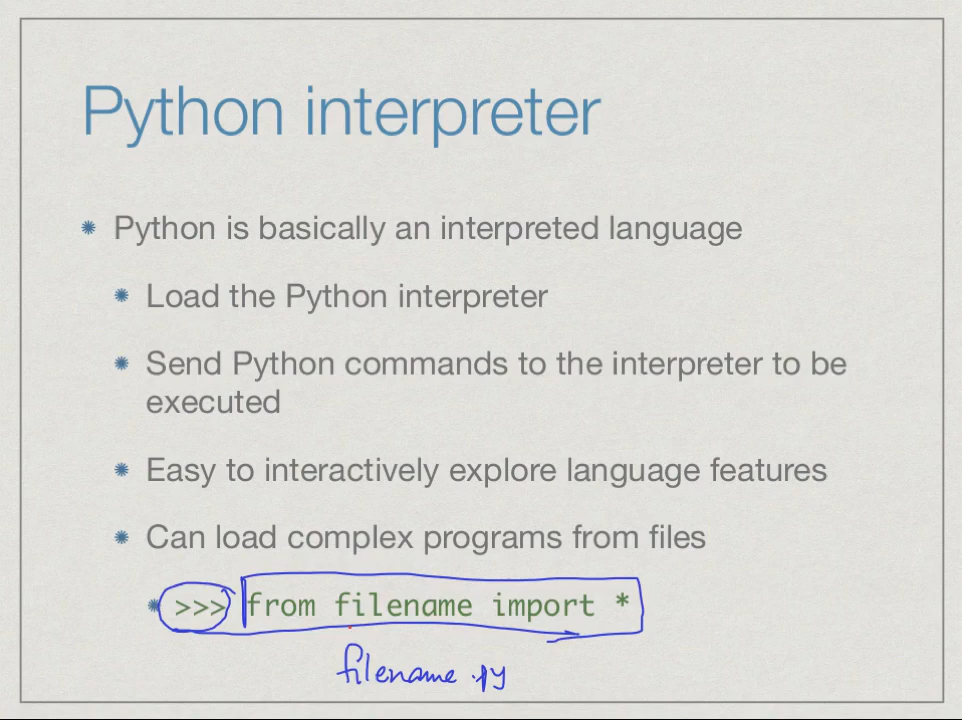 Python interpreter
Python is basically an interpreted language
Load the Python interpreter
Send Python commands to the interpreter to be
executed
Easy to interactively explore language features
Can load complex programs from files
>>> from filename import *
filename.py